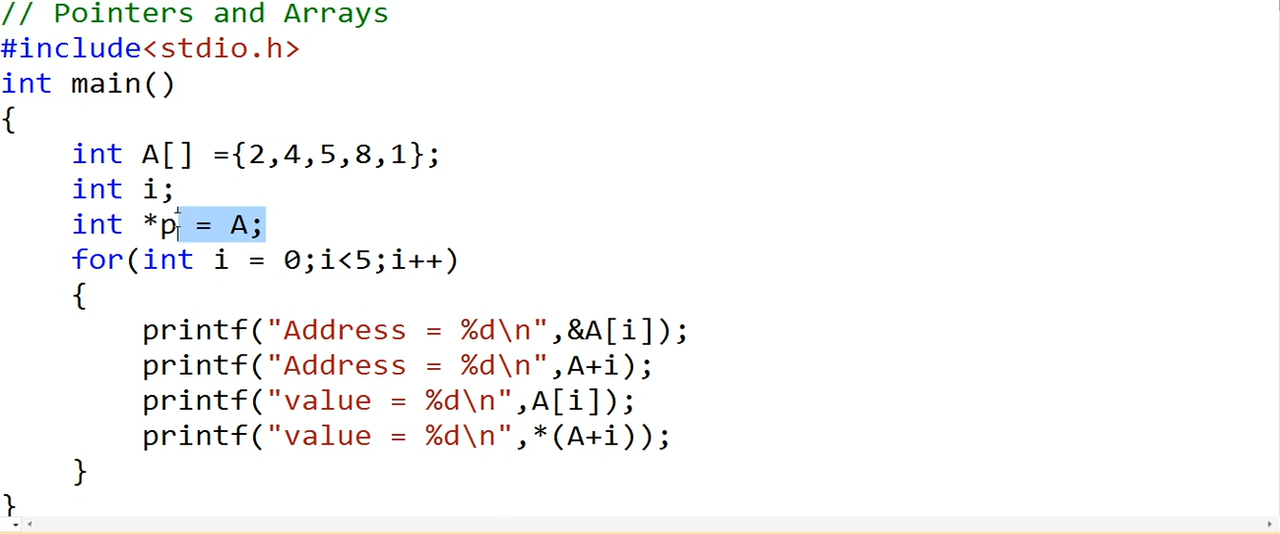 // Pointers and Arrays
#include<stdio.h>
int main()
{
    int A[] ={2,4,5,8,1};
    int i;
    int *p = A;
    for(int i = 0;i<5;i++)
    {
        printf("Address = %d\n",&A[i]);
        printf("Address = %d\n",A+i);
        printf("value = %d\n",A[i]);
        printf("value = %d\n",*(A+i));
    }
}